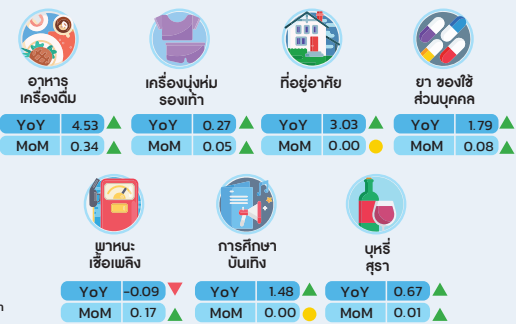 อาหาร
เครื่องดื่ม
YoY 4.53
MoM 0.34
เครื่องนุ่งห่ม
รองเท้า
YoY 0.27
MoM 0.05
ที่อยู่อาศัย
YoY 3.03
MoM 0.00
ยา ของใช้
ส่วนบุคคล
YoY 1.79
MoM 0.08
พาหนะ
เชื้อเพลิง
YoY -0.09
MoM 0.17
การศึกษา
บันเทิง
YoY 1.48
MoM 0.00
บุหรี่
สุรา
YoY 0.67
MoM 0.01